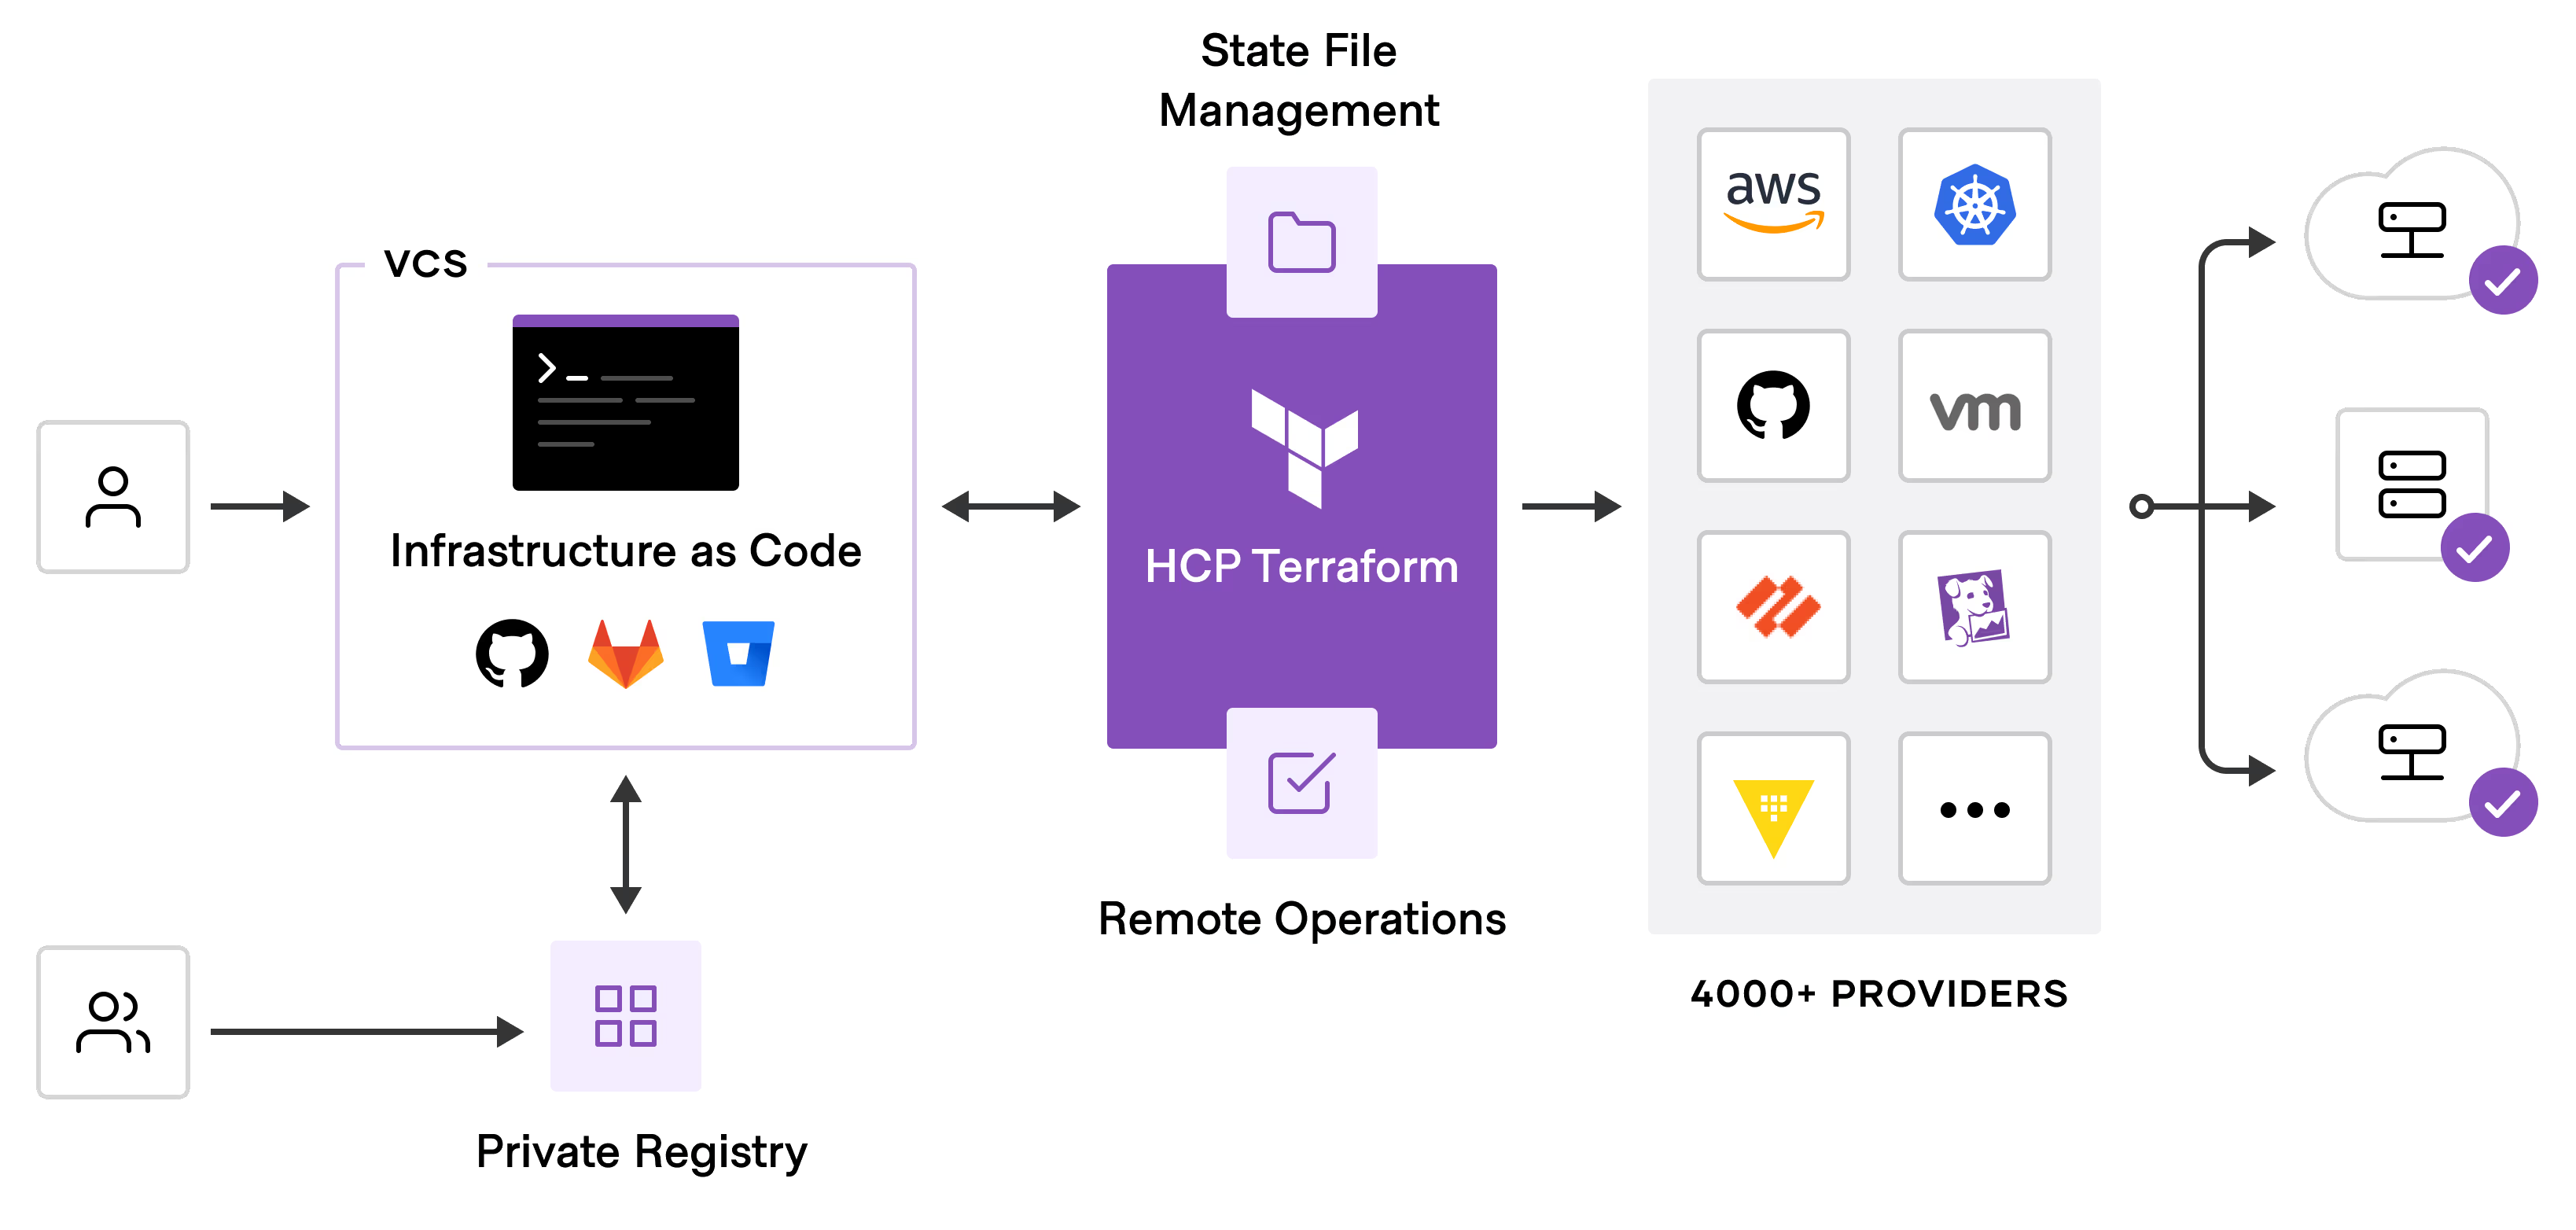 State File
Management
VCS
Infrastructure as Code
HCP Terraform
aws
vm
Remote Operations
4000+ PROVIDERS
Private Registry